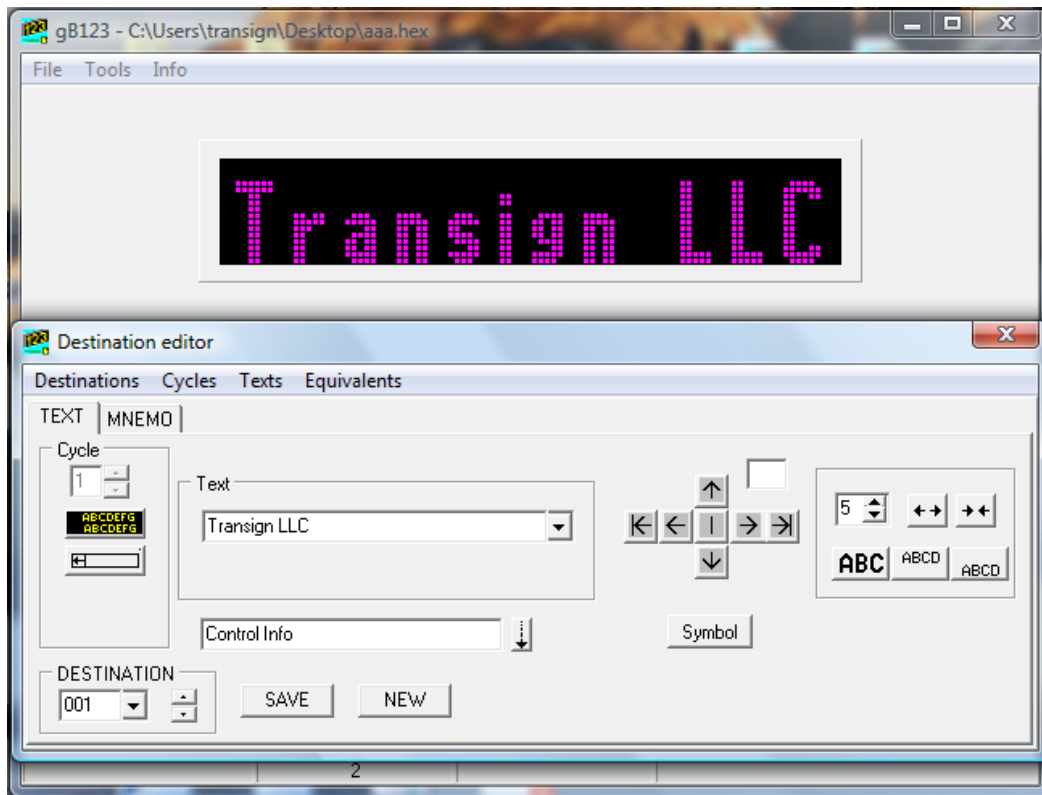 gB123 - C:\Users\transign\Desktop\aaa.hex
File Tools Info
Transign LLC
Destination editor
Destinations Cycles Texts Equivalents
TEXT MNEMO
Cycle
1
ABCDEFG
ABCDEFG
Text
Transign LLC
5
ABC ABCD ABCD
Control Info
Symbol
DESTINATION
001
SAVE NEW
2